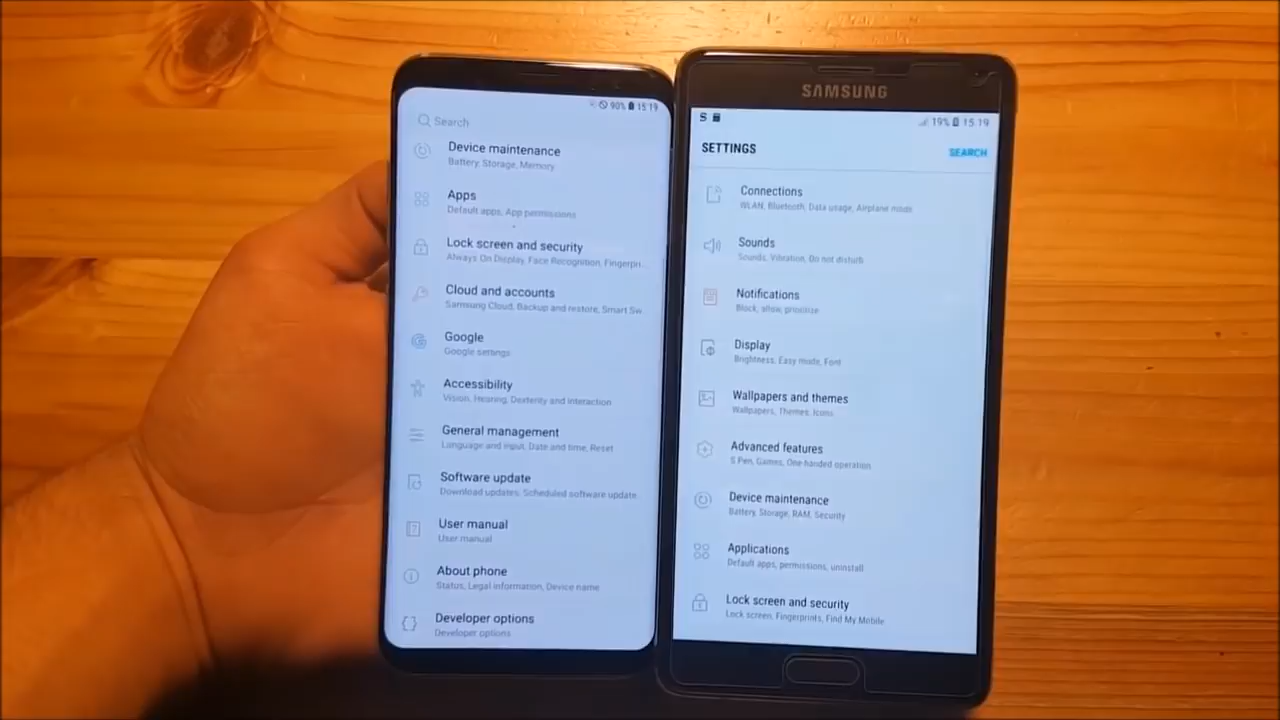 90% 15:19
Search
Device maintenance
Battery, Storage, Memory
Apps
Default apps, App permissions
Lock screen and security
Always On Display, Face Recognition, Fingerpri...
Cloud and accounts
Samsung Cloud, Backup and restore, Smart Sw...
Google
Google settings
Accessibility
Vision, Hearing, Dexterity and interaction
General management
Language and input, Date and time, Reset
Software update
Download updates, Scheduled software update...
User manual
User manual
About phone
Status, Legal information, Device name
Developer options
Developer options
SAMSUNG
S 19% 15.19
SETTINGS SEARCH
Connections
WLAN, Bluetooth, Data usage, Airplane mode
Sounds
Sounds, Vibration, Do not disturb
Notifications
Block, allow, prioritize
Display
Brightness, Easy mode, Font
Wallpapers and themes
Wallpapers, Themes, Icons
Advanced features
S Pen, Games, One-handed operation
Device maintenance
Battery, Storage, RAM, Security
Applications
Default apps, permissions, uninstall
Lock screen and security
Lock screen, Fingerprints, Find My Mobile